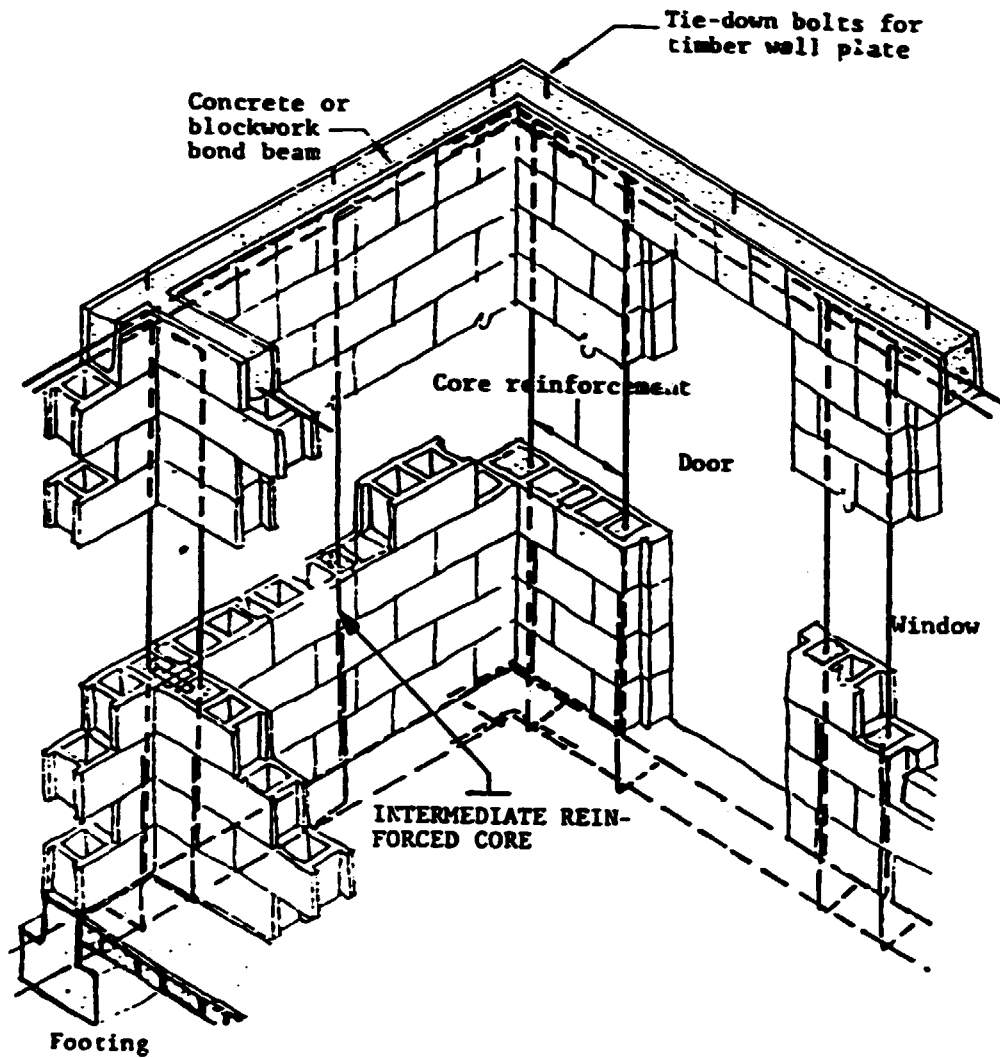 Tie-down bolts for
timber wall plate
Concrete or
blockwork
bond beam
Core reinforcement
Door
Window
INTERMEDIATE REIN-
FORCED CORE
Footing